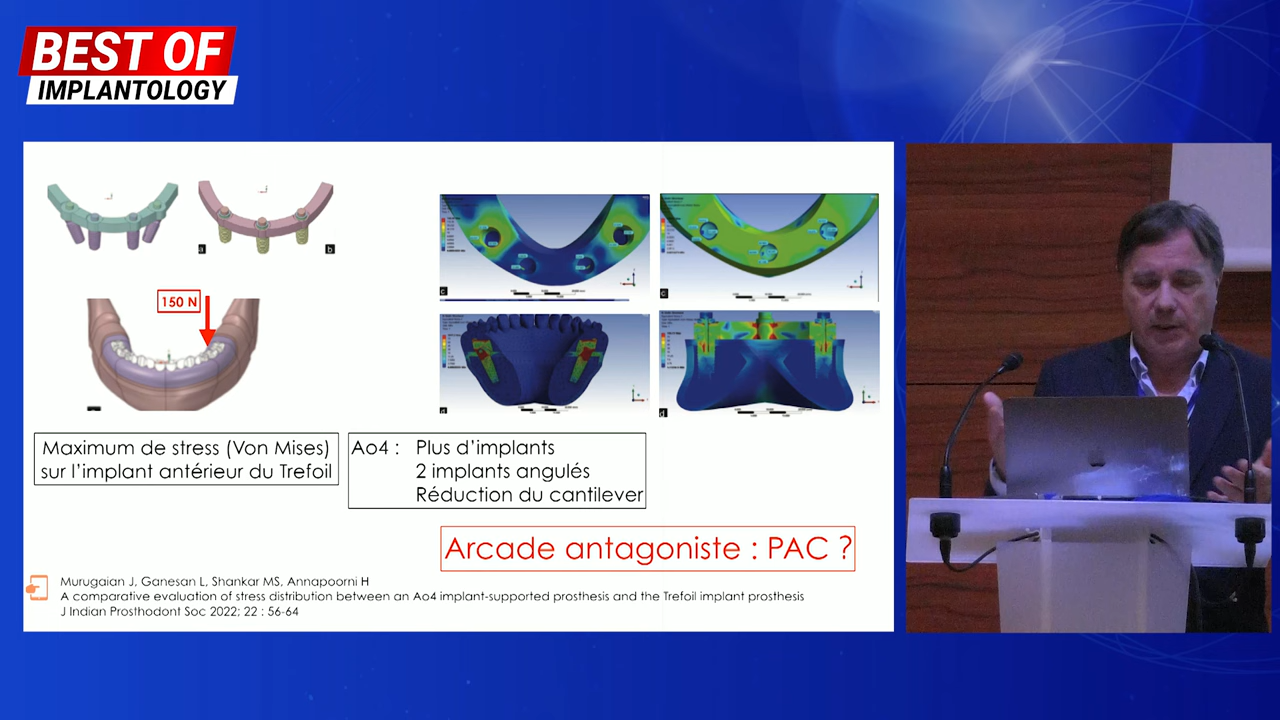 BEST OF
IMPLANTOLOGY
a
b
150 N
c
c
d
d
Maximum de stress (Von Mises)
sur l'implant antérieur du Trefoil
Ao4 : Plus d'implants
2 implants angulés
Réduction du cantilever
Arcade antagoniste : PAC ?
Murugaian J, Ganesan L, Shankar MS, Annapoorni H
A comparative evaluation of stress distribution between an Ao4 implant-supported prosthesis and the Trefoil implant prosthesis
J Indian Prosthodont Soc 2022; 22 : 56-64